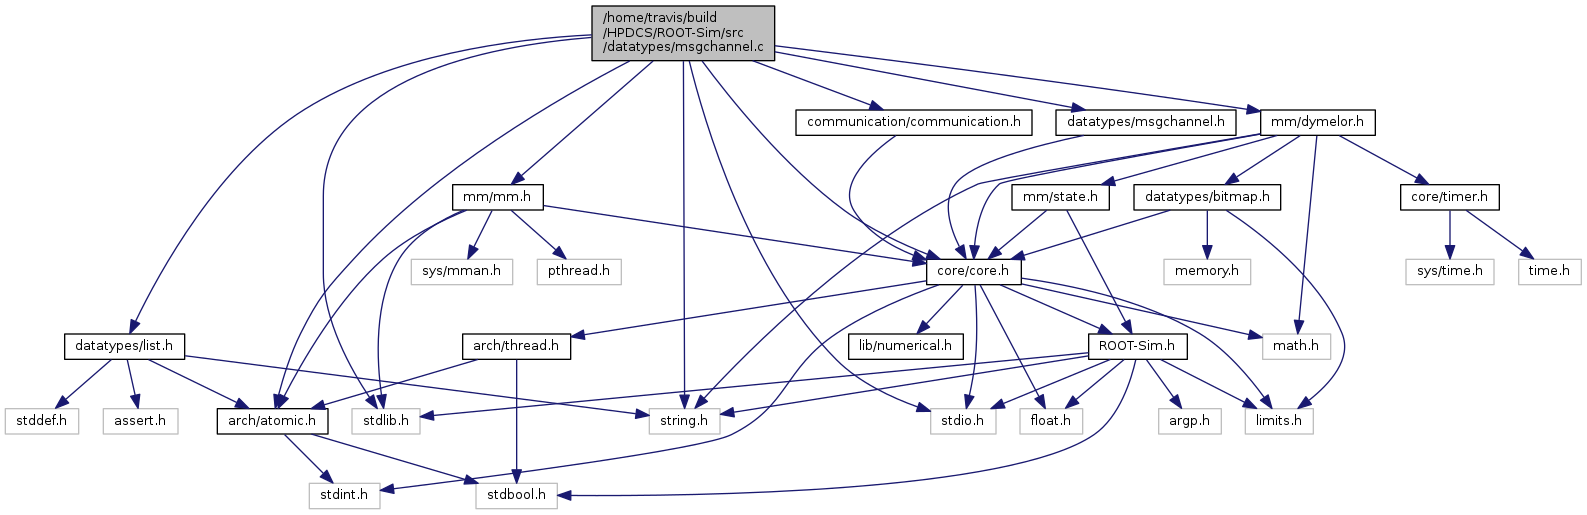 /home/travis/build
/HPDCS/ROOT-Sim/src
/datatypes/msgchannel.c
communication/communication.h
datatypes/msgchannel.h
mm/dymelor.h
mm/mm.h
mm/state.h
datatypes/bitmap.h
core/timer.h
sys/mman.h
pthread.h
core/core.h
memory.h
sys/time.h
time.h
datatypes/list.h
arch/thread.h
lib/numerical.h
ROOT-Sim.h
math.h
stddef.h
assert.h
arch/atomic.h
stdlib.h
string.h
stdio.h
float.h
argp.h
limits.h
stdint.h
stdbool.h